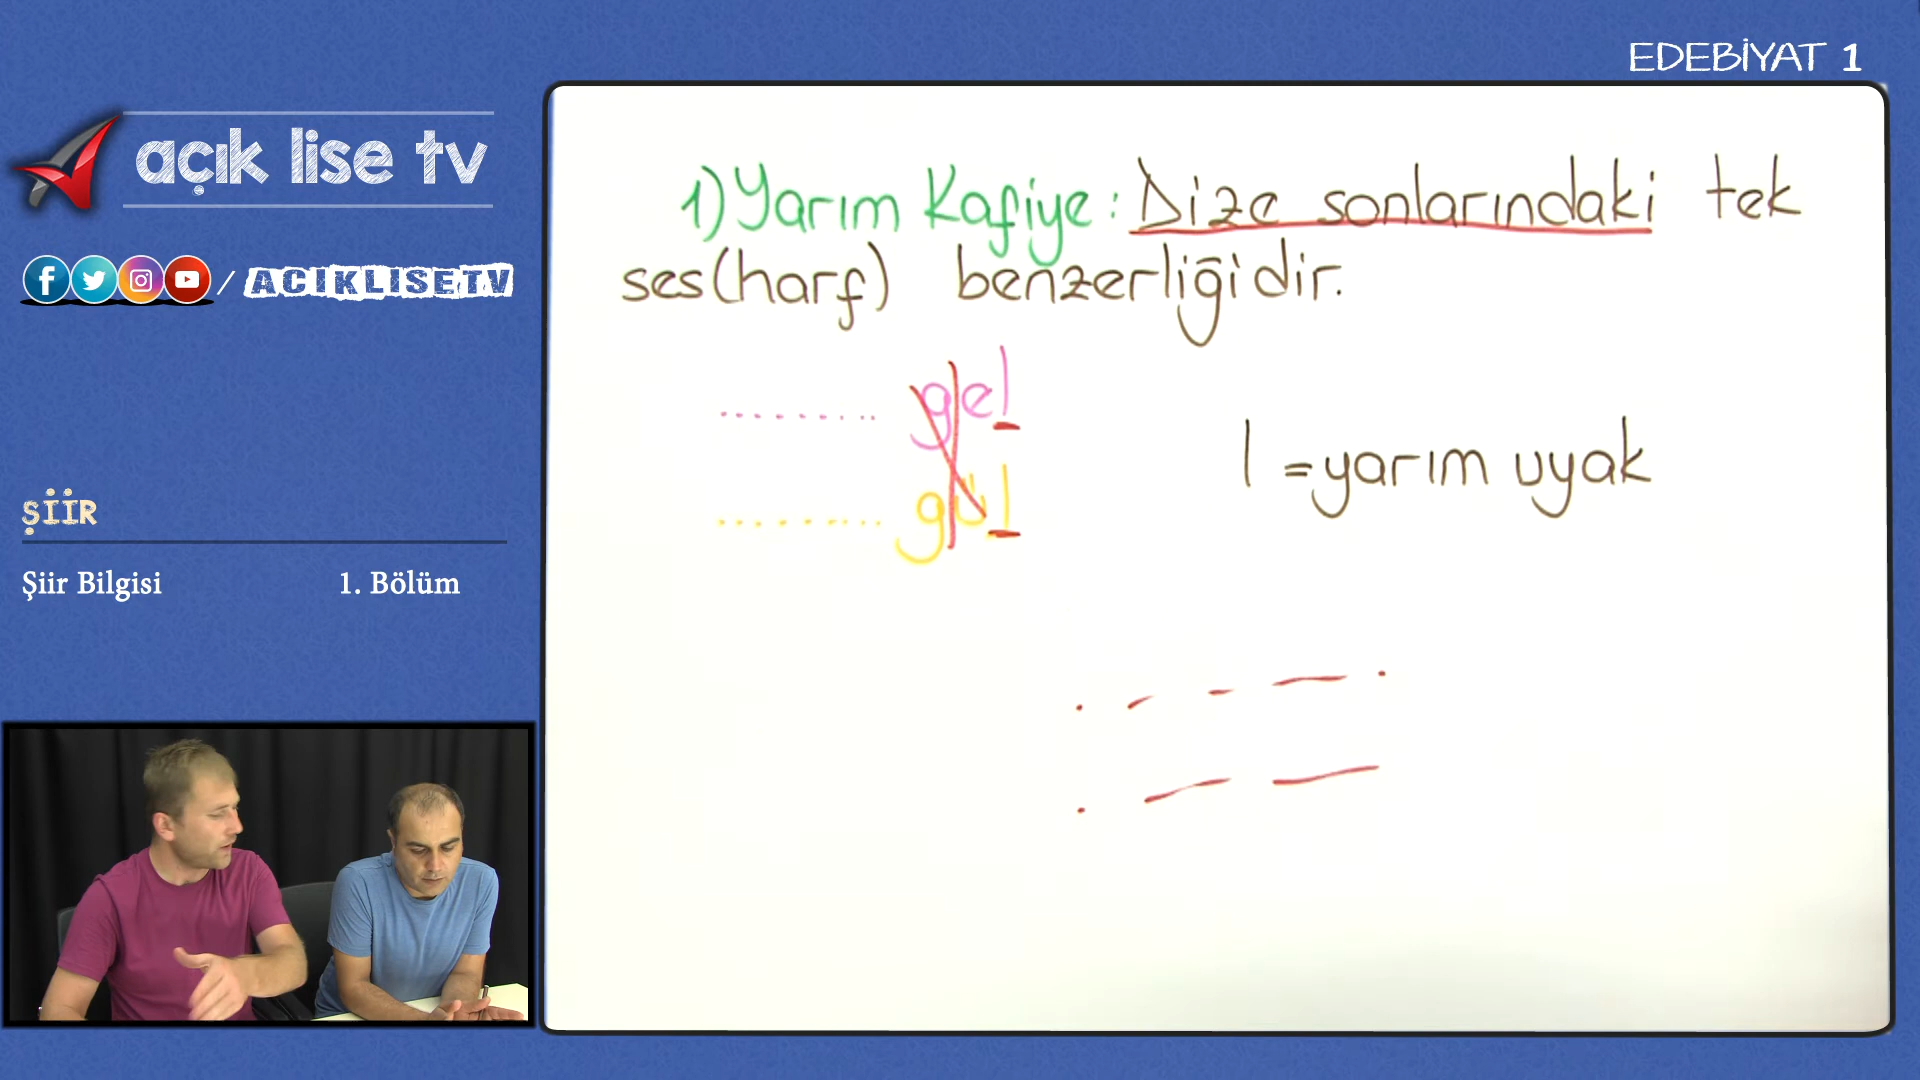 EDEBİYAT 1
açık lise tv
/ ACIKLISETV
ŞİİR
Şiir Bilgisi 1. Bölüm
1) Yarım Kafiye: Dize sonlarındaki tek
ses(harf) benzerliğidir.
......... gel
......... gül
l = yarım uyak